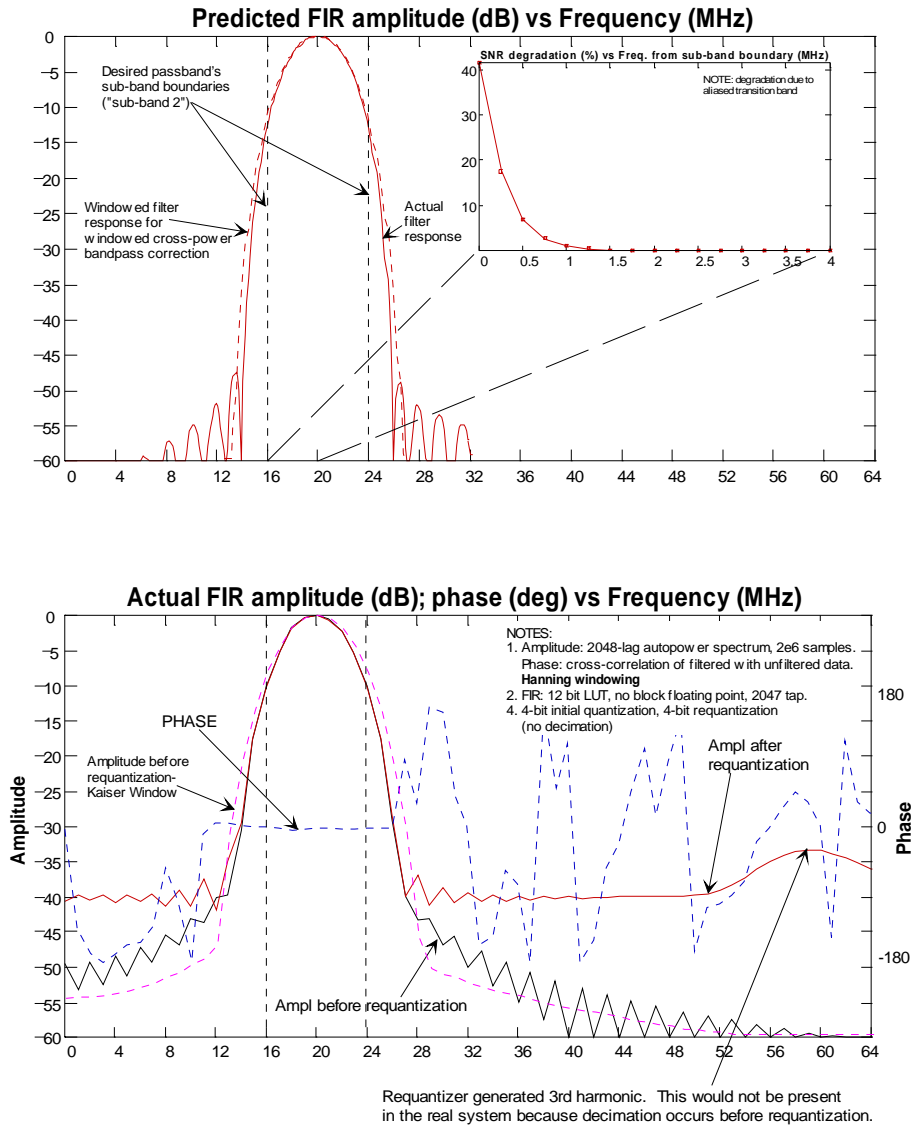 Predicted FIR amplitude (dB) vs Frequency (MHz)
0
−5
−10
−15
−20
−25
−30
−35
−40
−45
−50
−55
−60
Desired passband's
sub-band boundaries
("sub-band 2")
Windowed filter
response for
windowed cross-power
bandpass correction
Actual
filter
response
SNR degradation (%) vs Freq. from sub-band boundary (MHz)
NOTE: degradation due to
aliased transition band
40
30
20
10
0 0.5 1 1.5 2 2.5 3 3.5 4
0 4 8 12 16 20 24 28 32 36 40 44 48 52 56 60 64
Actual FIR amplitude (dB); phase (deg) vs Frequency (MHz)
0
−5
−10
−15
−20
−25
−30
−35
−40
−45
−50
−55
−60
Amplitude
NOTES:
1. Amplitude: 2048-lag autopower spectrum, 2e6 samples.
Phase: cross-correlation of filtered with unfiltered data.
Hanning windowing
2. FIR: 12 bit LUT, no block floating point, 2047 tap.
4. 4-bit initial quantization, 4-bit requantization
(no decimation)
PHASE
Amplitude before
requantization-
Kaiser Window
Ampl after
requantization
Ampl before requantization
180
0
-180
Phase
0 4 8 12 16 20 24 28 32 36 40 44 48 52 56 60 64
Requantizer generated 3rd harmonic. This would not be present
in the real system because decimation occurs before requantization.